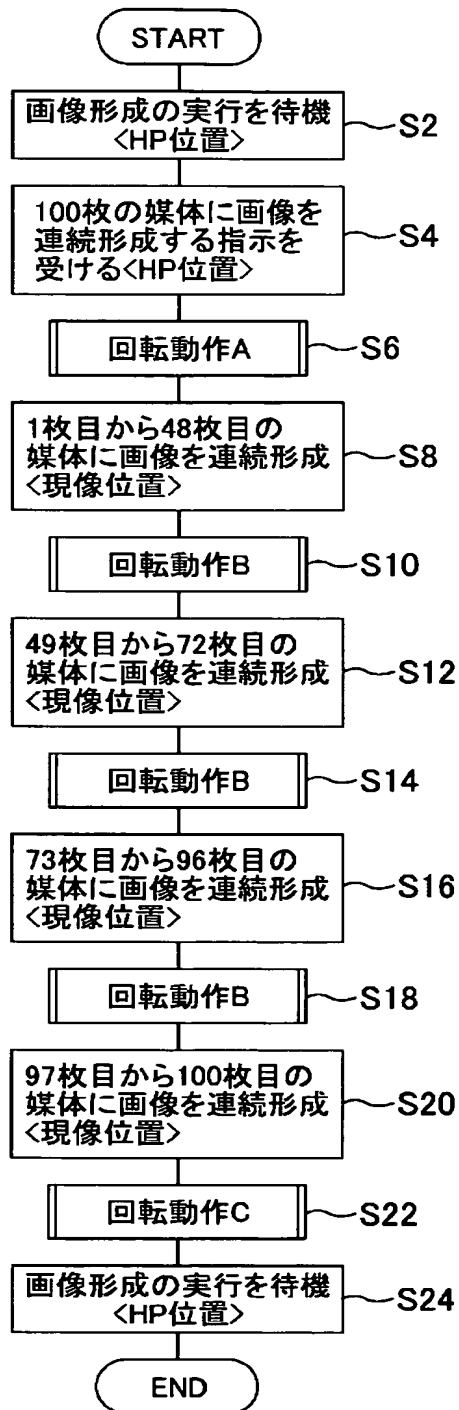 START
画像形成の実行を待機
<HP位置>
S2
100枚の媒体に画像を
連続形成する指示を
受ける<HP位置>
S4
回転動作A
S6
1枚目から48枚目の
媒体に画像を連続形成
<現像位置>
S8
回転動作B
S10
49枚目から72枚目の
媒体に画像を連続形成
<現像位置>
S12
回転動作B
S14
73枚目から96枚目の
媒体に画像を連続形成
<現像位置>
S16
回転動作B
S18
97枚目から100枚目の
媒体に画像を連続形成
<現像位置>
S20
回転動作C
S22
画像形成の実行を待機
<HP位置>
S24
END